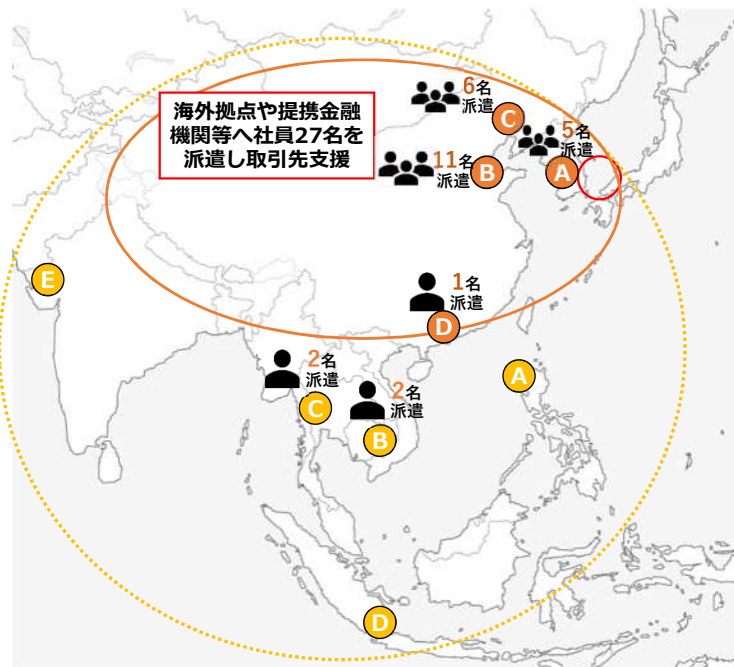 海外拠点や提携金融
機関等へ社員27名を
派遣し取引先支援
6名
派遣
C
5名
派遣
11名
派遣
B
A
E
1名
派遣
D
2名
派遣
C
2名
派遣
B
A
D